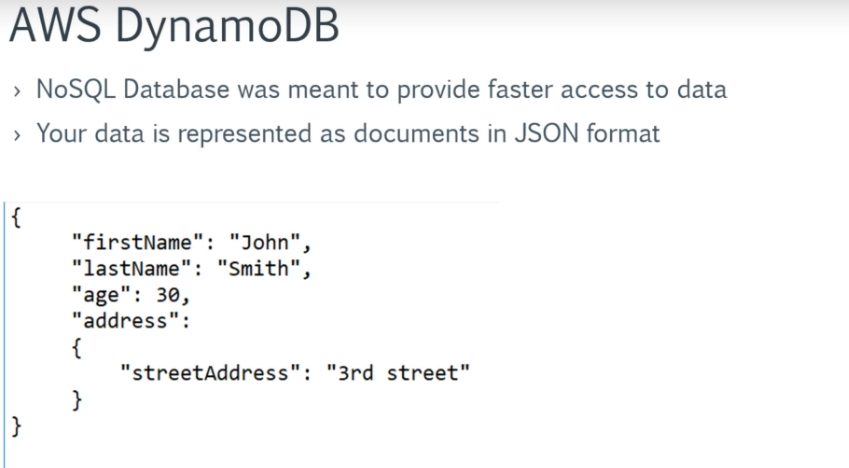 AWS DynamoDB
› NoSQL Database was meant to provide faster access to data
› Your data is represented as documents in JSON format
{
"firstName": "John",
"lastName": "Smith",
"age": 30,
"address":
{
"streetAddress": "3rd street"
}
}